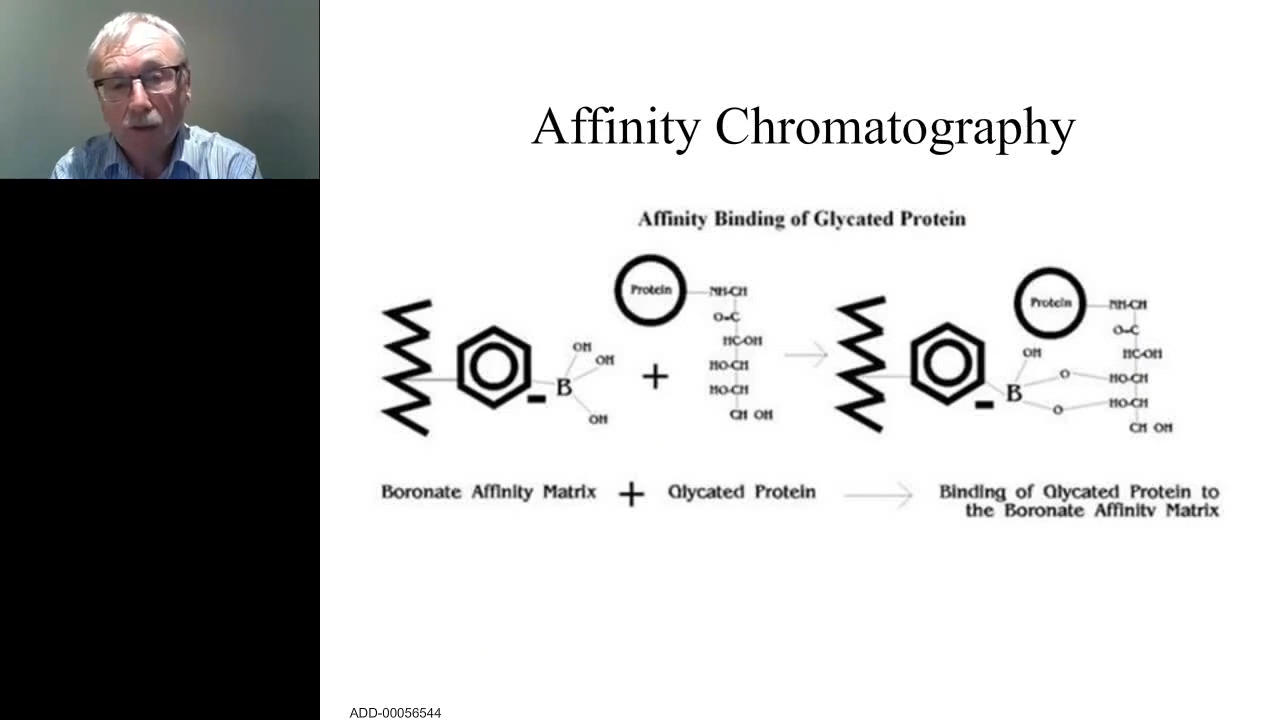 Affinity Chromatography
Affinity Binding of Glycated Protein
Protein
NH-CH
O=C
HC-OH
HO-CH
HO-CH
CH OH
OH
OH
B
OH
+
Protein
NH-CH
O=C
HC-OH
HO-CH
HO-CH
CH OH
OH
O
B
O
Boronate Affinity Matrix + Glycated Protein
Binding of Glycated Protein to
the Boronate Affinity Matrix
ADD-00056544